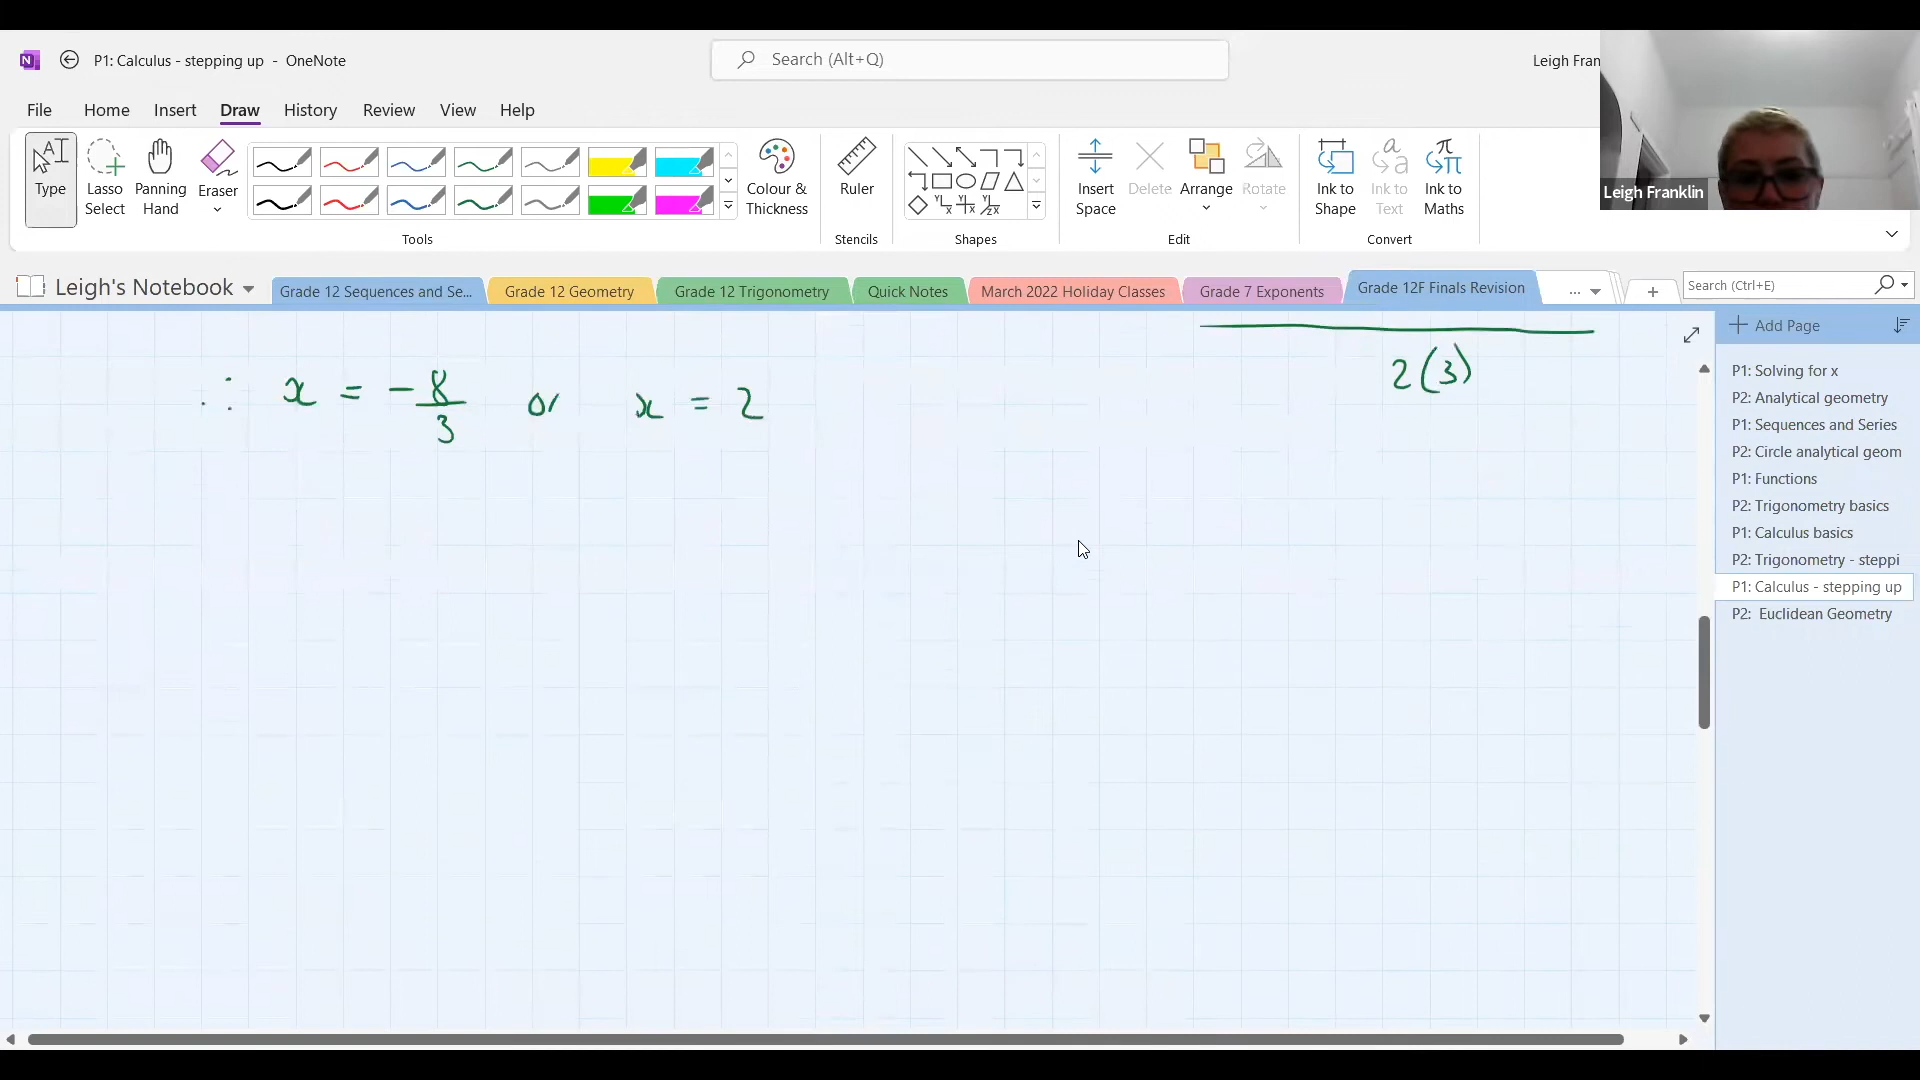 P1: Calculus - stepping up - OneNote
Search (Alt+Q)
Leigh Fran
File Home Insert Draw History Review View Help
Type
Lasso Select
Panning Hand
Eraser
Colour & Thickness
Ruler
Insert Space
Delete
Arrange
Rotate
Ink to Shape
Ink to Text
Ink to Maths
Tools Stencils Shapes Edit Convert
Leigh Franklin
Leigh's Notebook
Grade 12 Sequences and Se...
Grade 12 Geometry
Grade 12 Trigonometry
Quick Notes
March 2022 Holiday Classes
Grade 7 Exponents
Grade 12F Finals Revision
...
Search (Ctrl+E)
Add Page
P1: Solving for x
P2: Analytical geometry
P1: Sequences and Series
P2: Circle analytical geom
P1: Functions
P2: Trigonometry basics
P1: Calculus basics
P2: Trigonometry - steppi
P1: Calculus - stepping up
P2: Euclidean Geometry
2(3)
∴ x = -8/3 or x = 2